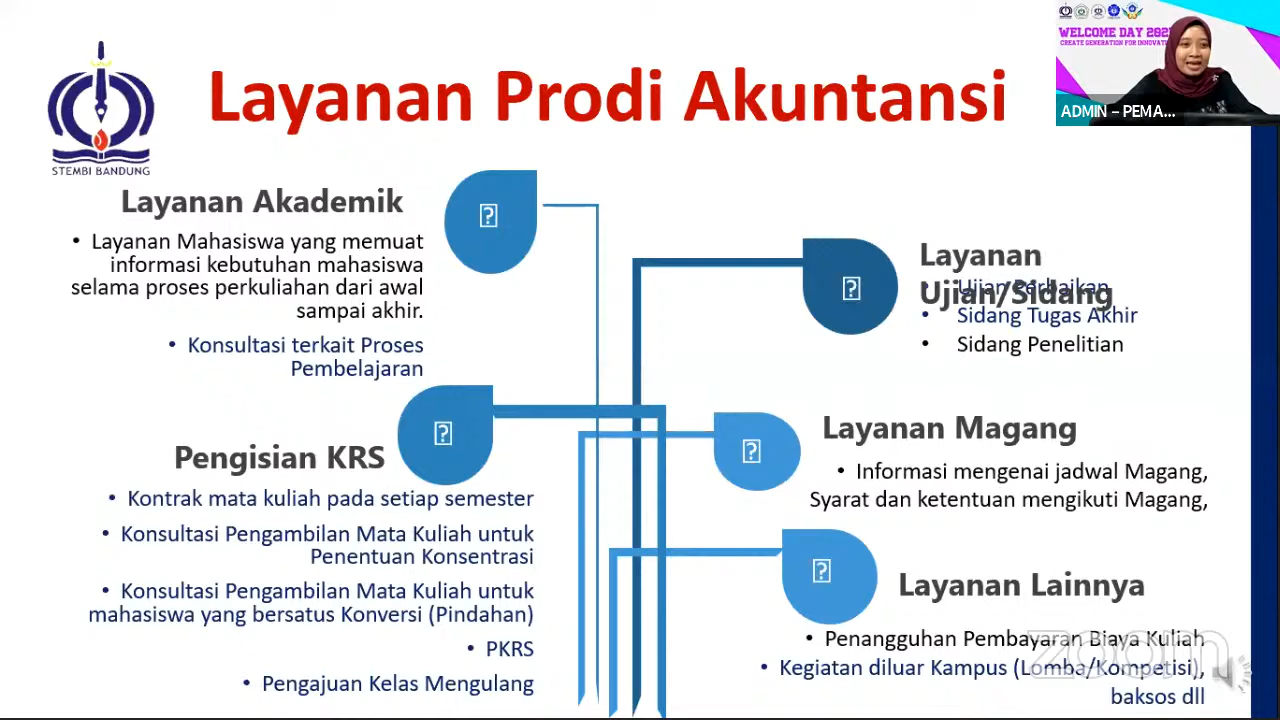 Layanan Prodi Akuntansi
STEMBI BANDUNG
WELCOME DAY 202
CREATE GENERATION FOR INNOVAT
ADMIN – PEMA...
Layanan Akademik
• Layanan Mahasiswa yang memuat
informasi kebutuhan mahasiswa
selama proses perkuliahan dari awal
sampai akhir.
• Konsultasi terkait Proses
Pembelajaran
Pengisian KRS
• Kontrak mata kuliah pada setiap semester
• Konsultasi Pengambilan Mata Kuliah untuk
Penentuan Konsentrasi
• Konsultasi Pengambilan Mata Kuliah untuk
mahasiswa yang bersatus Konversi (Pindahan)
• PKRS
• Pengajuan Kelas Mengulang
Layanan
Ujian/Sidang
• Ujian Perbaikan
• Sidang Tugas Akhir
• Sidang Penelitian
Layanan Magang
• Informasi mengenai jadwal Magang,
Syarat dan ketentuan mengikuti Magang,
Layanan Lainnya
• Penangguhan Pembayaran Biaya Kuliah
• Kegiatan diluar Kampus (Lomba/Kompetisi),
baksos dll
zoom